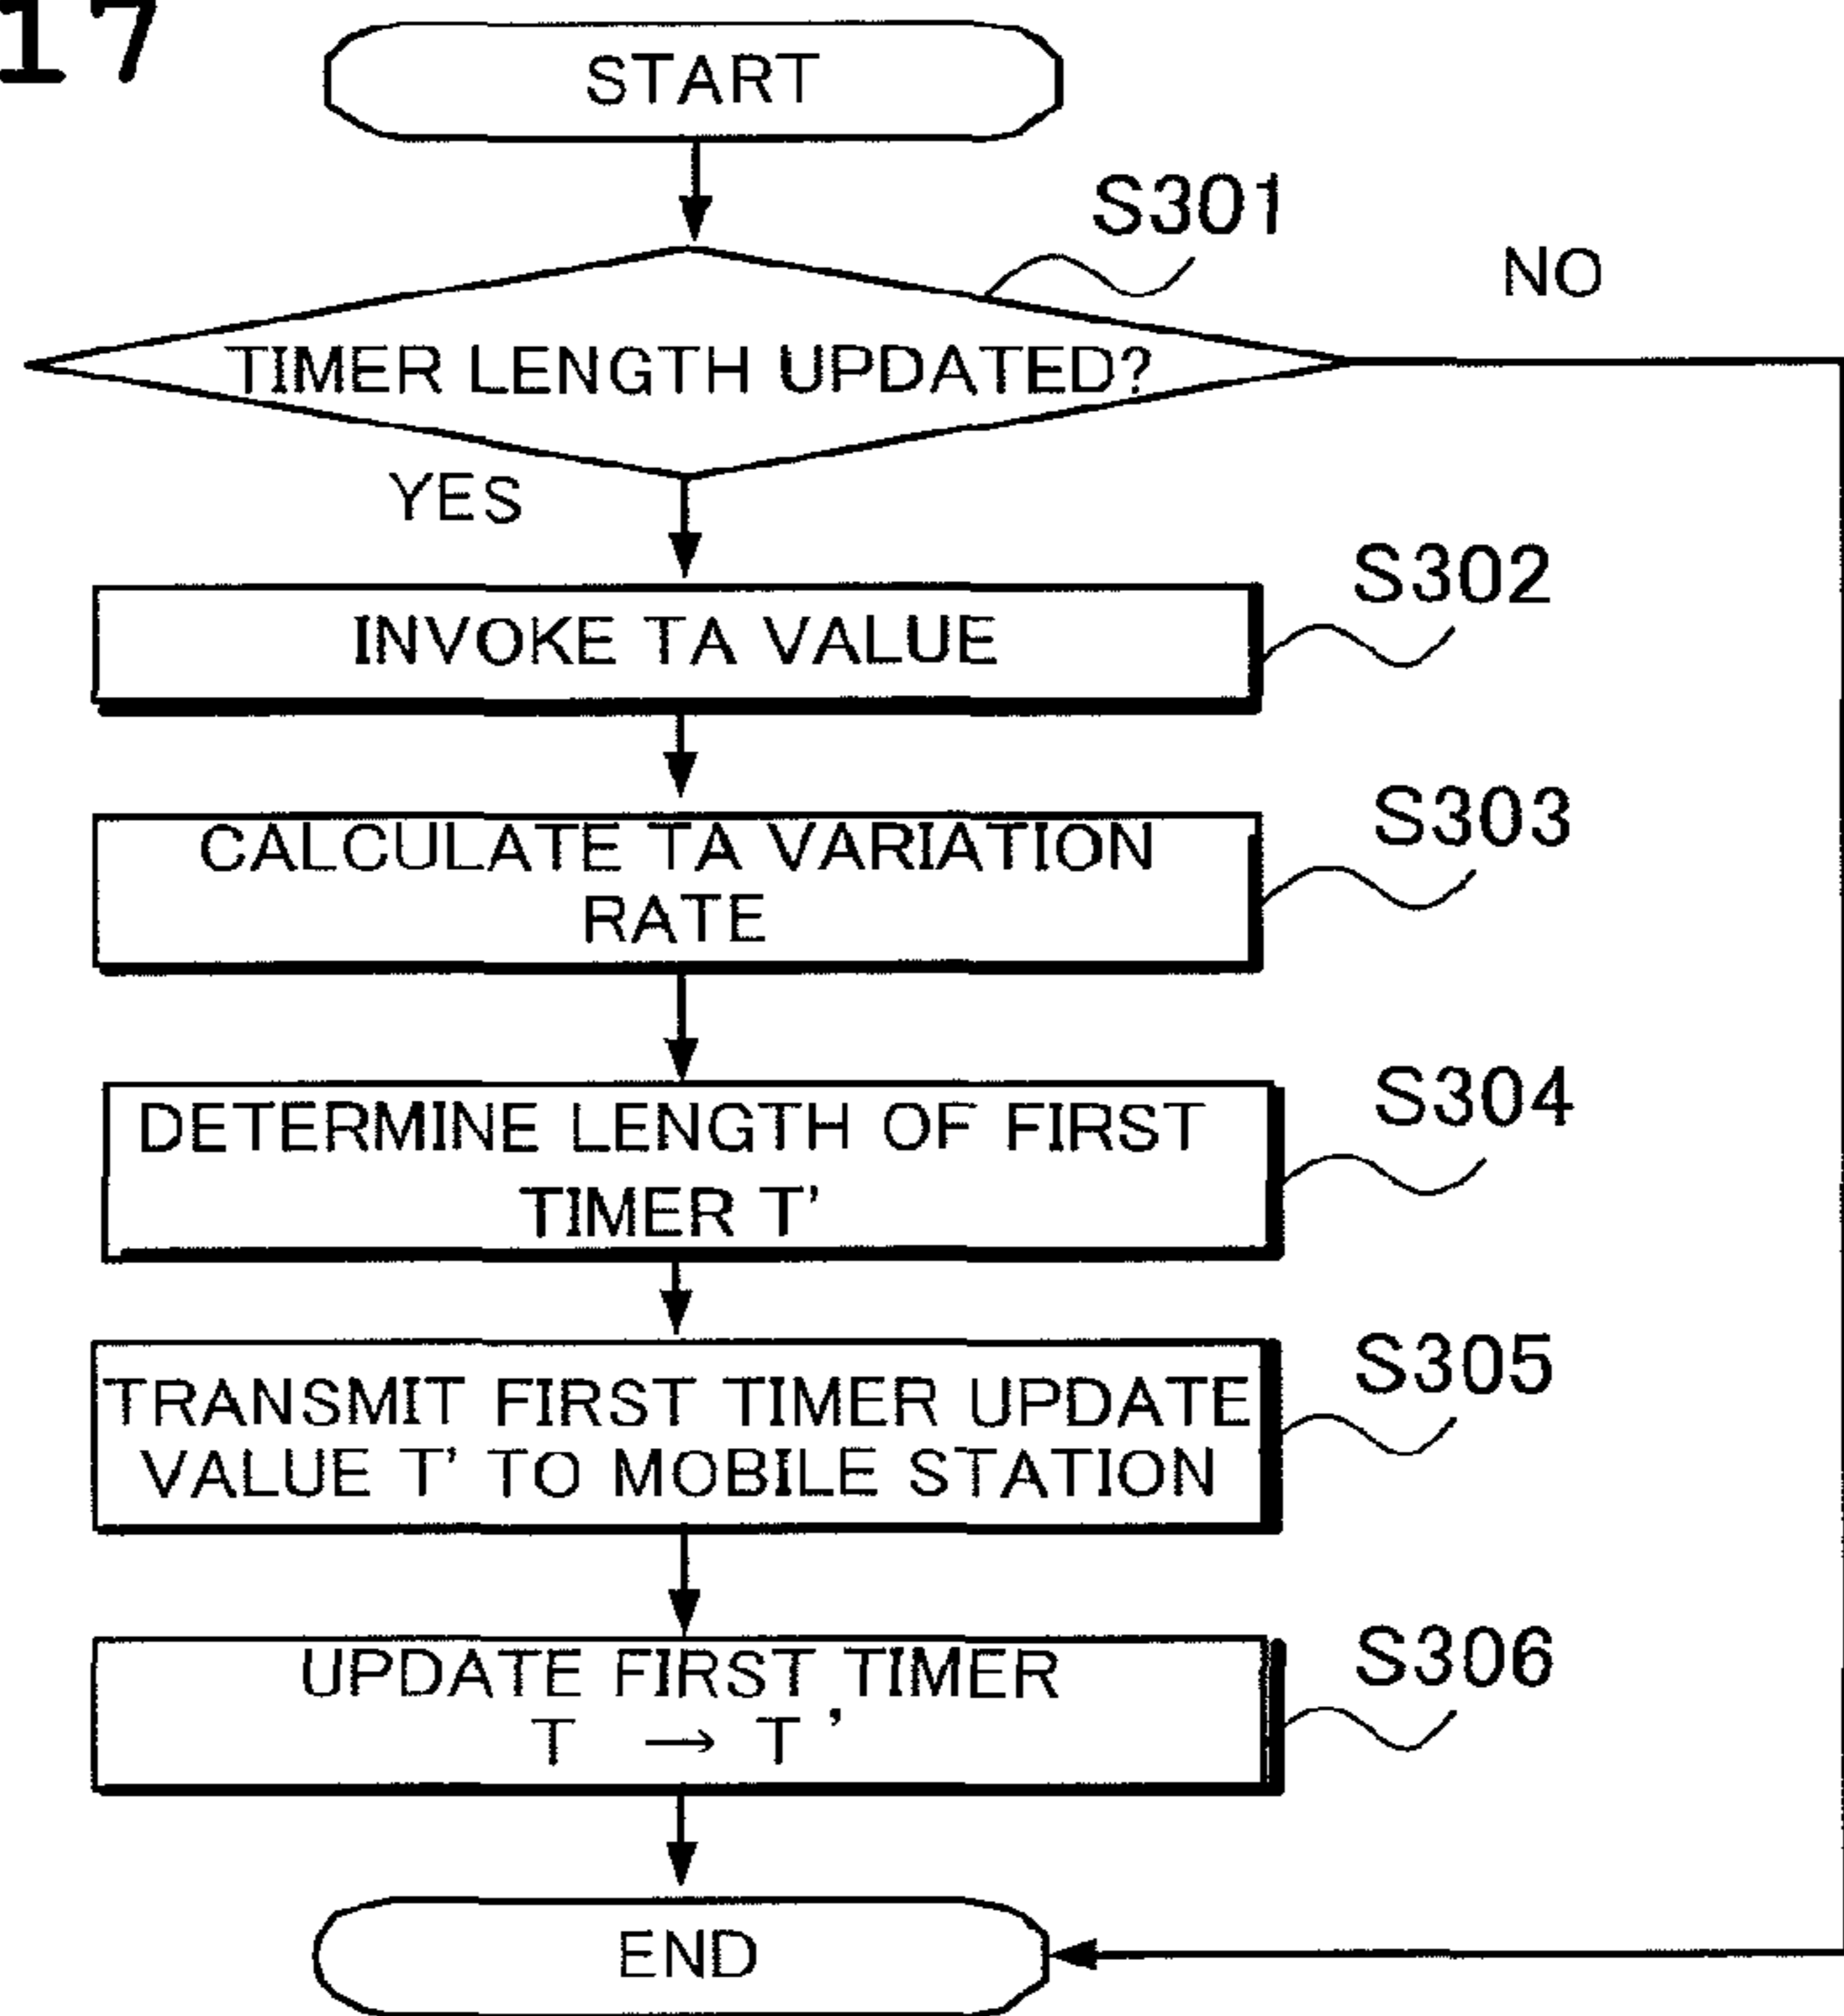 17
START
S301
NO
TIMER LENGTH UPDATED?
YES
S302
INVOKE TA VALUE
S303
CALCULATE TA VARIATION
RATE
S304
DETERMINE LENGTH OF FIRST
TIMER T'
S305
TRANSMIT FIRST TIMER UPDATE
VALUE T' TO MOBILE STATION
S306
UPDATE FIRST TIMER
T → T'
END